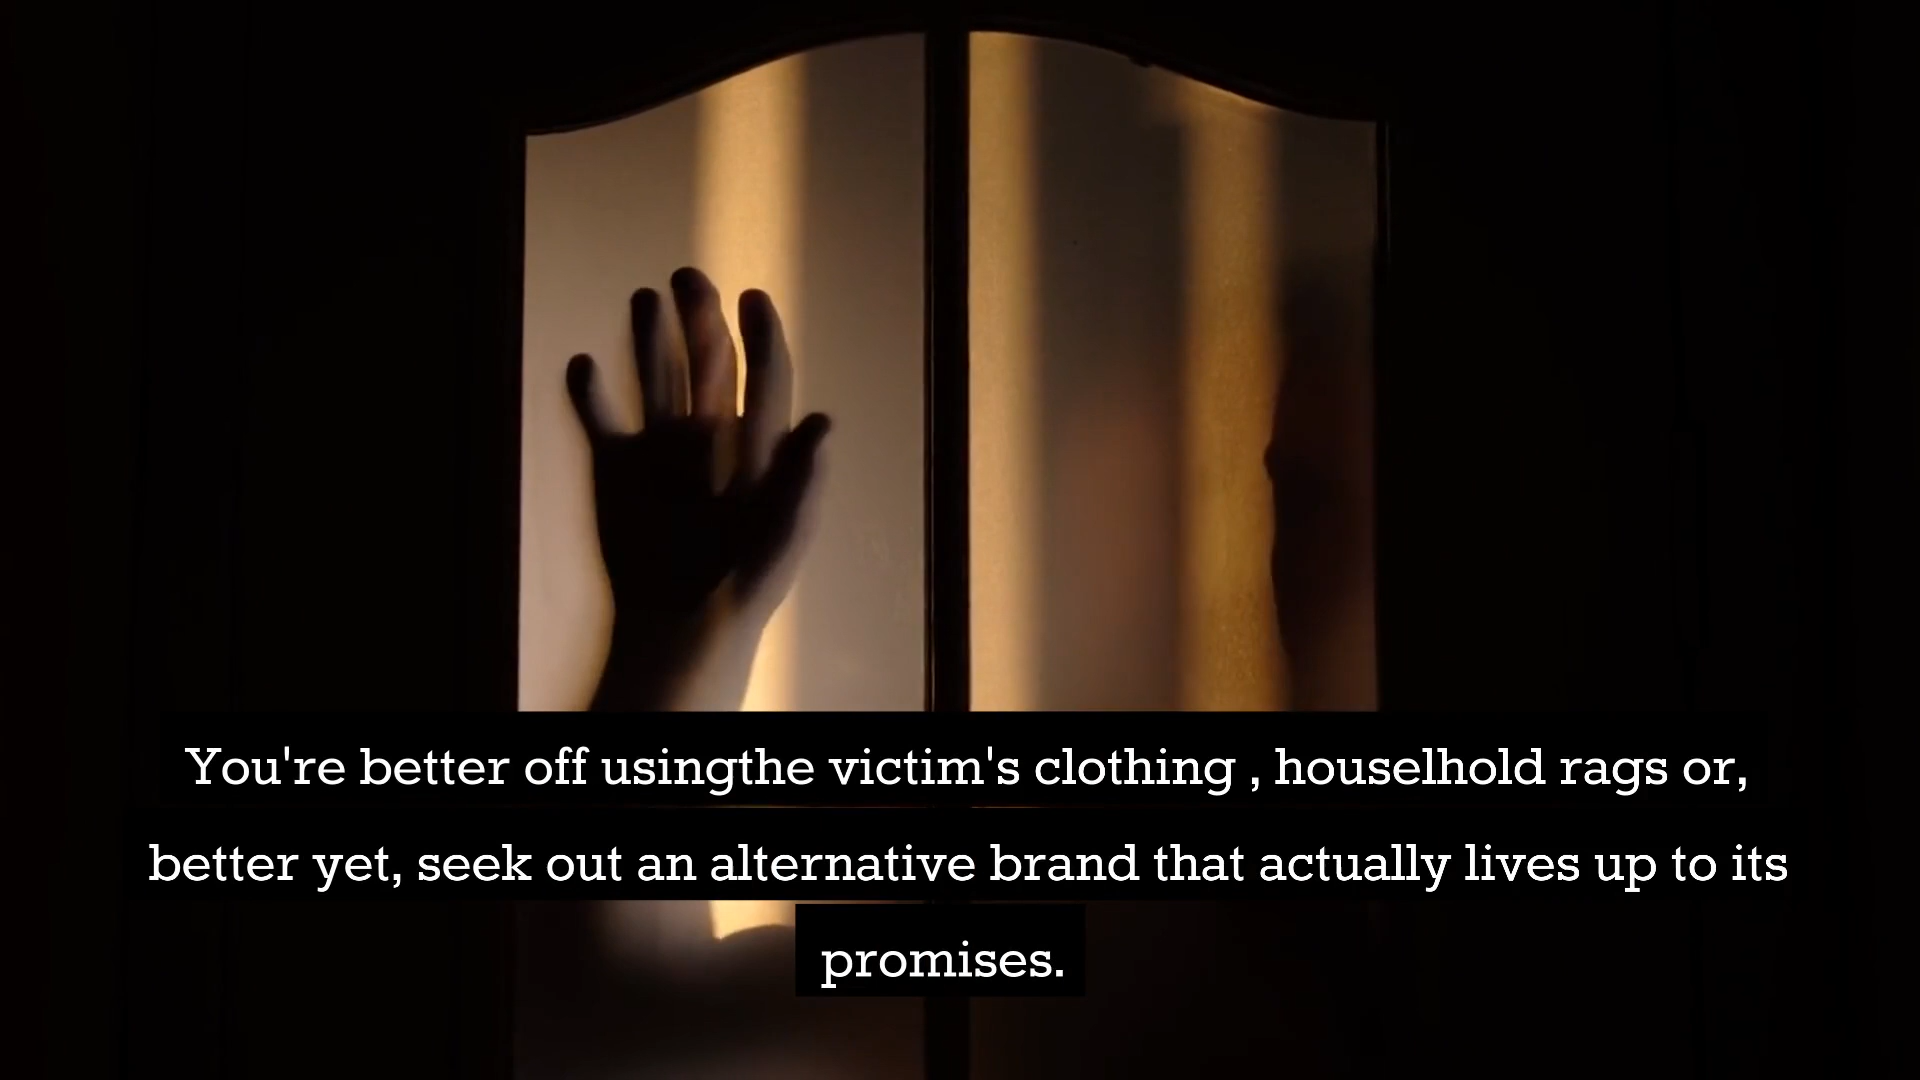 You're better off usingthe victim's clothing , houselhold rags or,
better yet, seek out an alternative brand that actually lives up to its
promises.